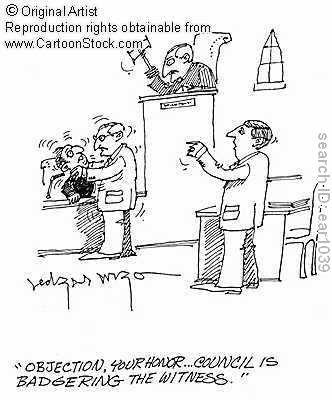 © Original Artist
Reproduction rights obtainable from
www.CartoonStock.com
search ID: earl039
"OBJECTION, YOUR HONOR...COUNCIL IS
BADGERING THE WITNESS."